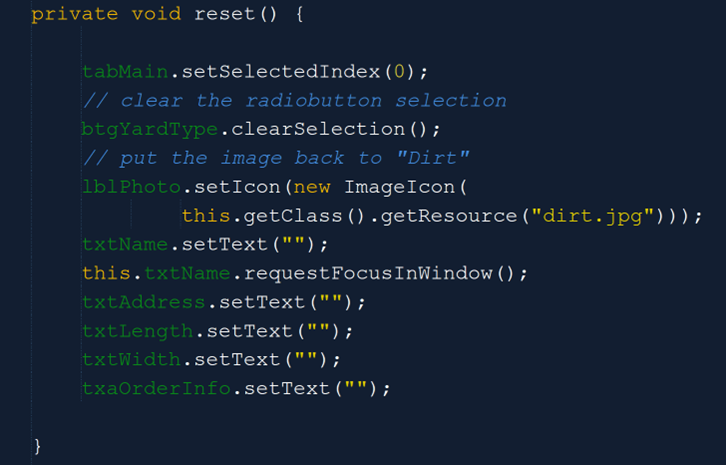 private void reset() {
tabMain.setSelectedIndex(0);
// clear the radiobutton selection
btgYardType.clearSelection();
// put the image back to "Dirt"
lblPhoto.setIcon(new ImageIcon(
this.getClass().getResource("dirt.jpg")));
txtName.setText("");
this.txtName.requestFocusInWindow();
txtAddress.setText("");
txtLength.setText("");
txtWidth.setText("");
txaOrderInfo.setText("");
}